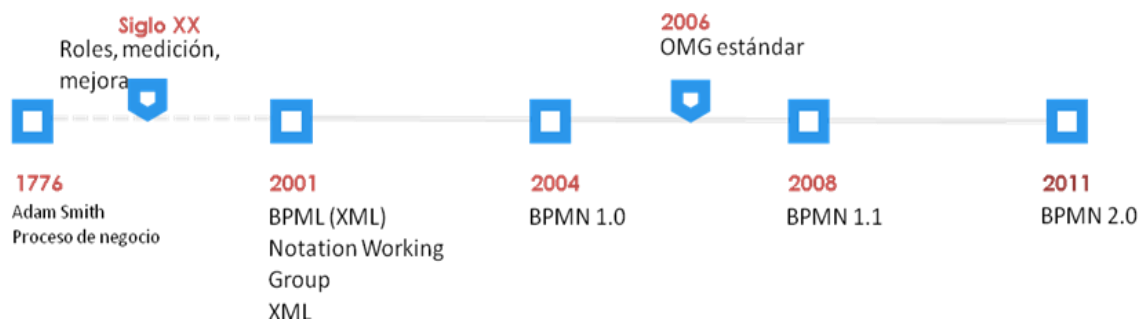 Siglo XX
Roles, medición,
mejora
2006
OMG estándar
1776
Adam Smith
Proceso de negocio
2001
BPML (XML)
Notation Working
Group
XML
2004
BPMN 1.0
2008
BPMN 1.1
2011
BPMN 2.0